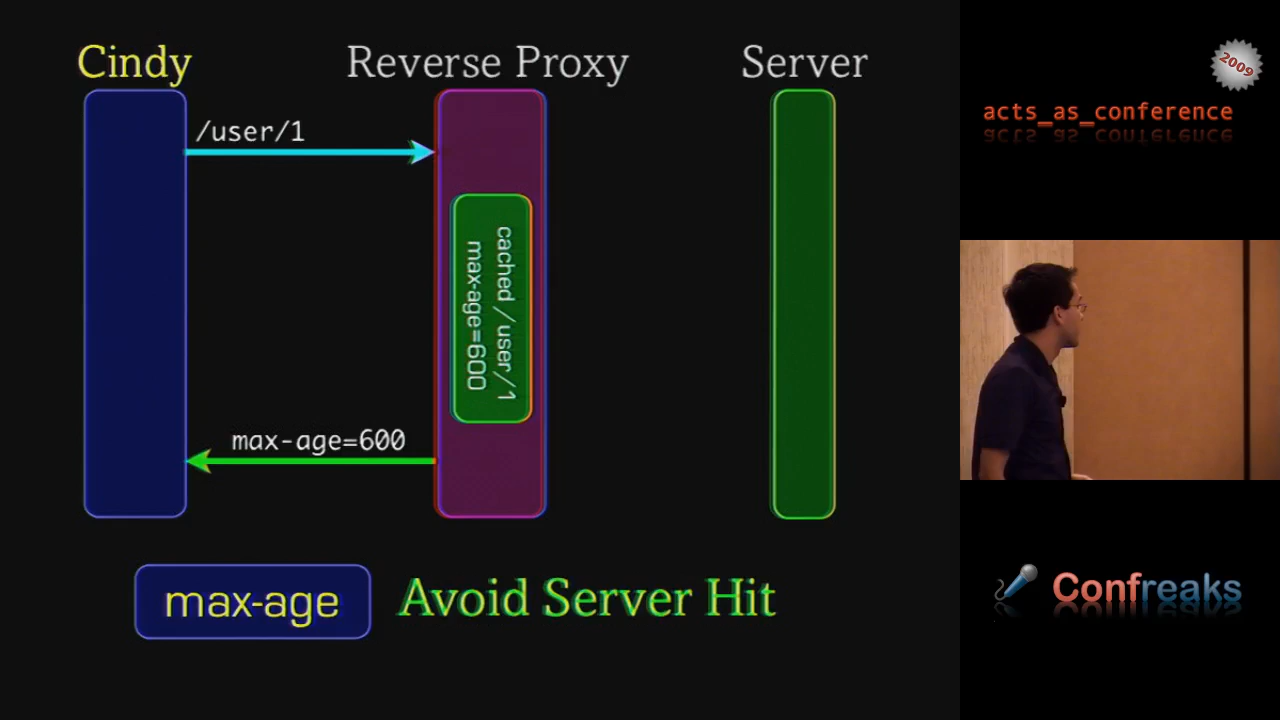 Cindy
Reverse Proxy
Server
/user/1
cached /user/1
max-age=600
max-age=600
max-age
Avoid Server Hit
2009
acts_as_conference
Confreaks